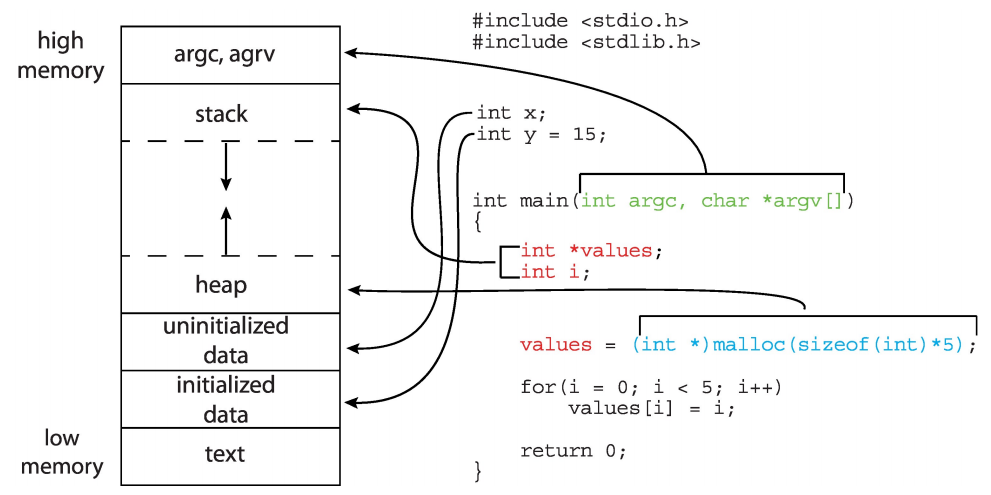 high
memory
argc, agrv
stack
heap
uninitialized
data
initialized
data
low
memory
text
#include <stdio.h>
#include <stdlib.h>
int x;
int y = 15;
int main(int argc, char *argv[])
{
int *values;
int i;
values = (int *)malloc(sizeof(int)*5);
for(i = 0; i < 5; i++)
values[i] = i;
return 0;
}